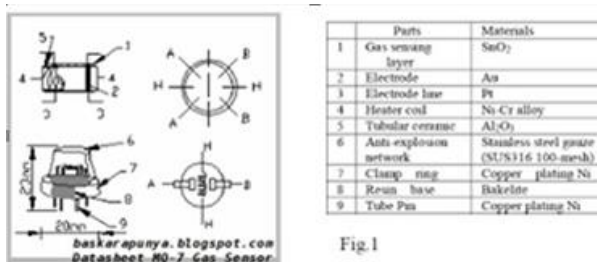 5
1
A
B
4
4
H
H
2
3
A
B
6
H
22mm
7
A
B
8
9
H
20mm
baskarapunya.blogspot.com
Datasheet MQ-7 Gas Sensor
Parts Materials
1 Gas sensing layer SnO₂
2 Electrode Au
3 Electrode line Pt
4 Heater coil Ni-Cr alloy
5 Tubular ceramic Al₂O₃
6 Anti-explosion network Stainless steel gauze (SUS316 100-mesh)
7 Clamp ring Copper plating Ni
8 Resin base Bakelite
9 Tube Pin Copper plating Ni
Fig.1